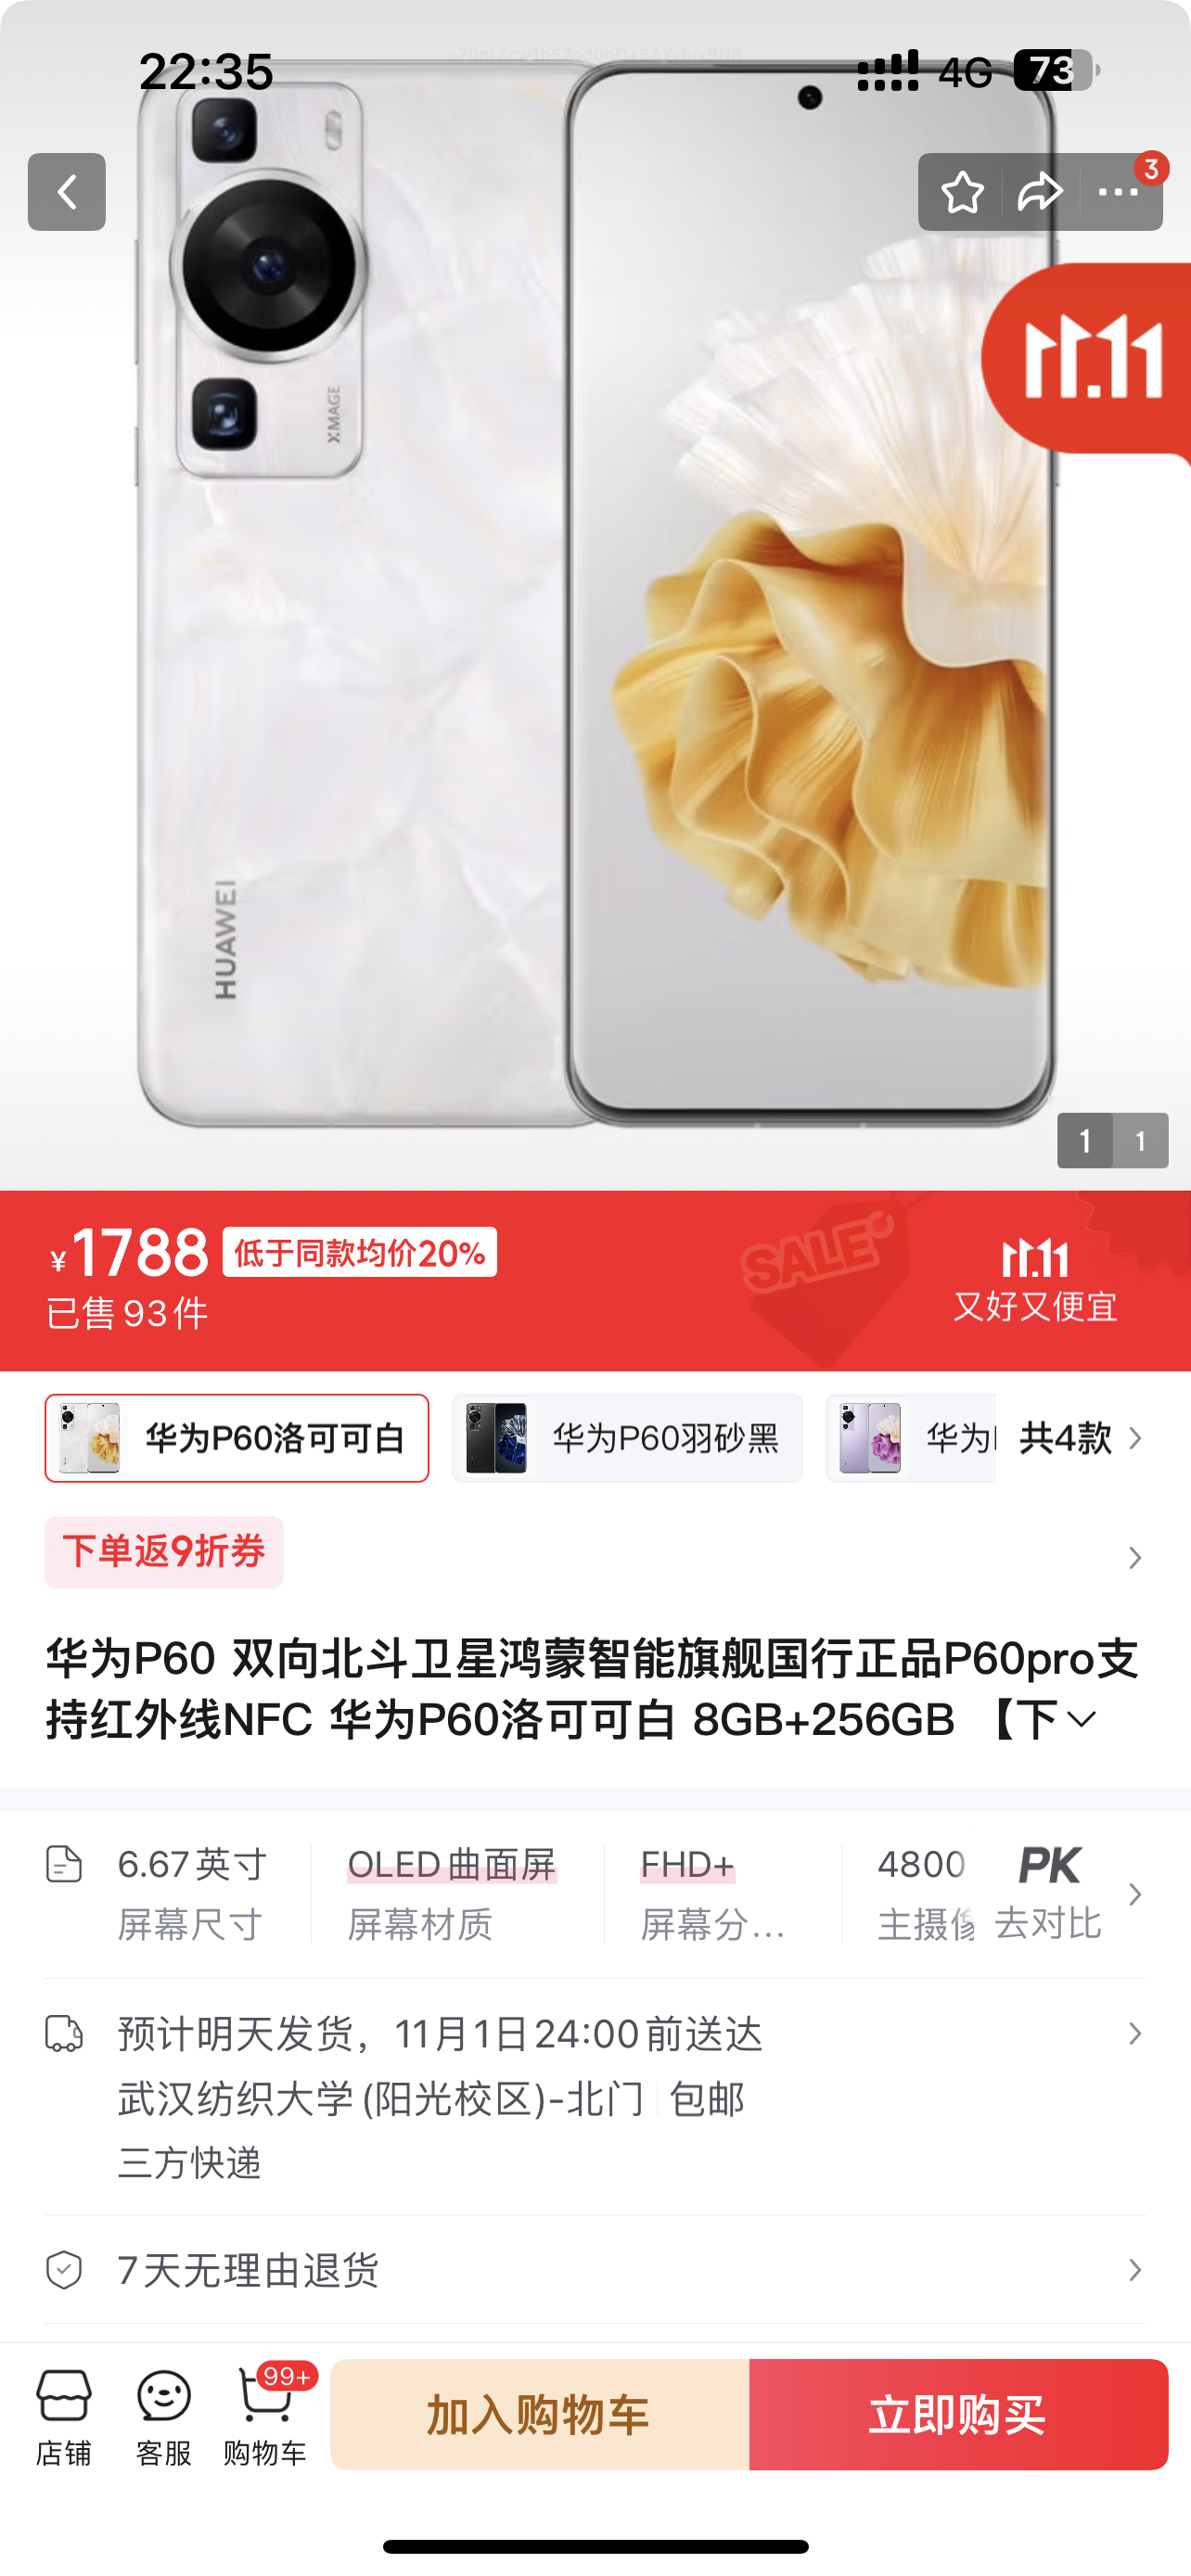 22:35
4G
73
3
11.11
XMAGE
HUAWEI
1 1
¥1788 低于同款均价20%
已售93件
SALE
11.11
又好又便宜
华为P60洛可可白
华为P60羽砂黑
华为
共4款
下单返9折券
华为P60 双向北斗卫星鸿蒙智能旗舰国行正品P60pro支
持红外线NFC 华为P60洛可可白 8GB+256GB 【下
6.67英寸 OLED曲面屏 FHD+ 4800 PK
屏幕尺寸 屏幕材质 屏幕分... 主摄像 去对比
预计明天发货，11月1日24:00前送达
武汉纺织大学(阳光校区)-北门 包邮
三方快递
7天无理由退货
99+
店铺 客服 购物车 加入购物车 立即购买